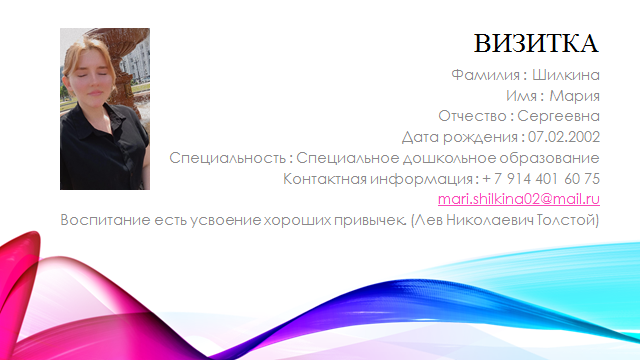 ВИЗИТКА
Фамилия : Шилкина
Имя : Мария
Отчество : Сергеевна
Дата рождения : 07.02.2002
Специальность : Специальное дошкольное образование
Контактная информация : + 7 914 401 60 75
mari.shilkina02@mail.ru
Воспитание есть усвоение хороших привычек. (Лев Николаевич Толстой)